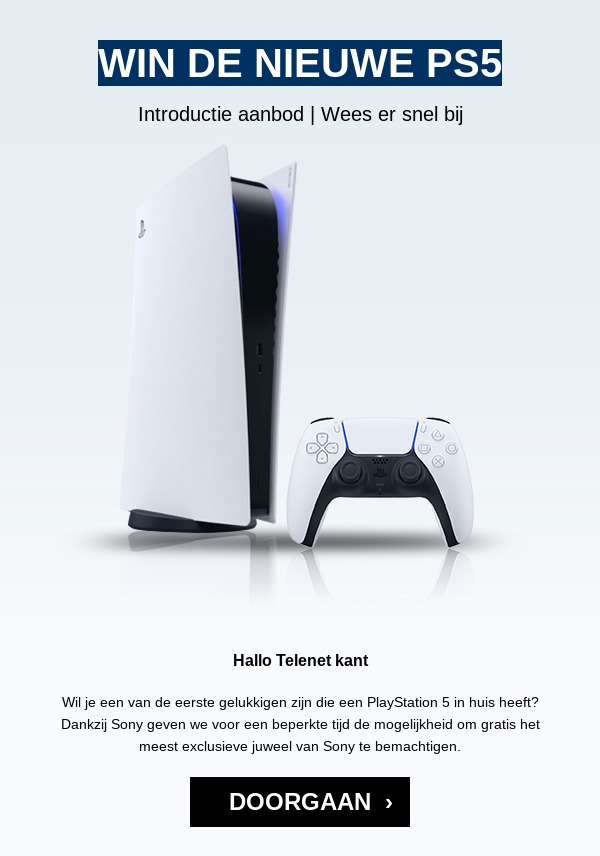 WIN DE NIEUWE PS5
Introductie aanbod | Wees er snel bij
Hallo Telenet kant
Wil je een van de eerste gelukkigen zijn die een PlayStation 5 in huis heeft?
Dankzij Sony geven we voor een beperkte tijd de mogelijkheid om gratis het
meest exclusieve juweel van Sony te bemachtigen.
DOORGAAN ›